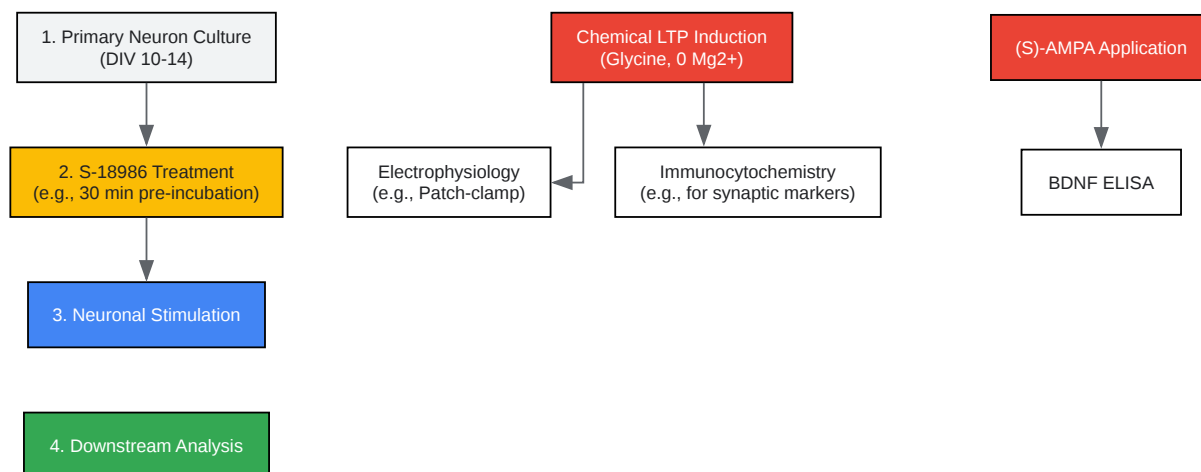 1. Primary Neuron Culture
(DIV 10-14)
Chemical LTP Induction
(Glycine, 0 Mg2+)
(S)-AMPA Application
2. S-18986 Treatment
(e.g., 30 min pre-incubation)
Electrophysiology
(e.g., Patch-clamp)
Immunocytochemistry
(e.g., for synaptic markers)
BDNF ELISA
3. Neuronal Stimulation
4. Downstream Analysis